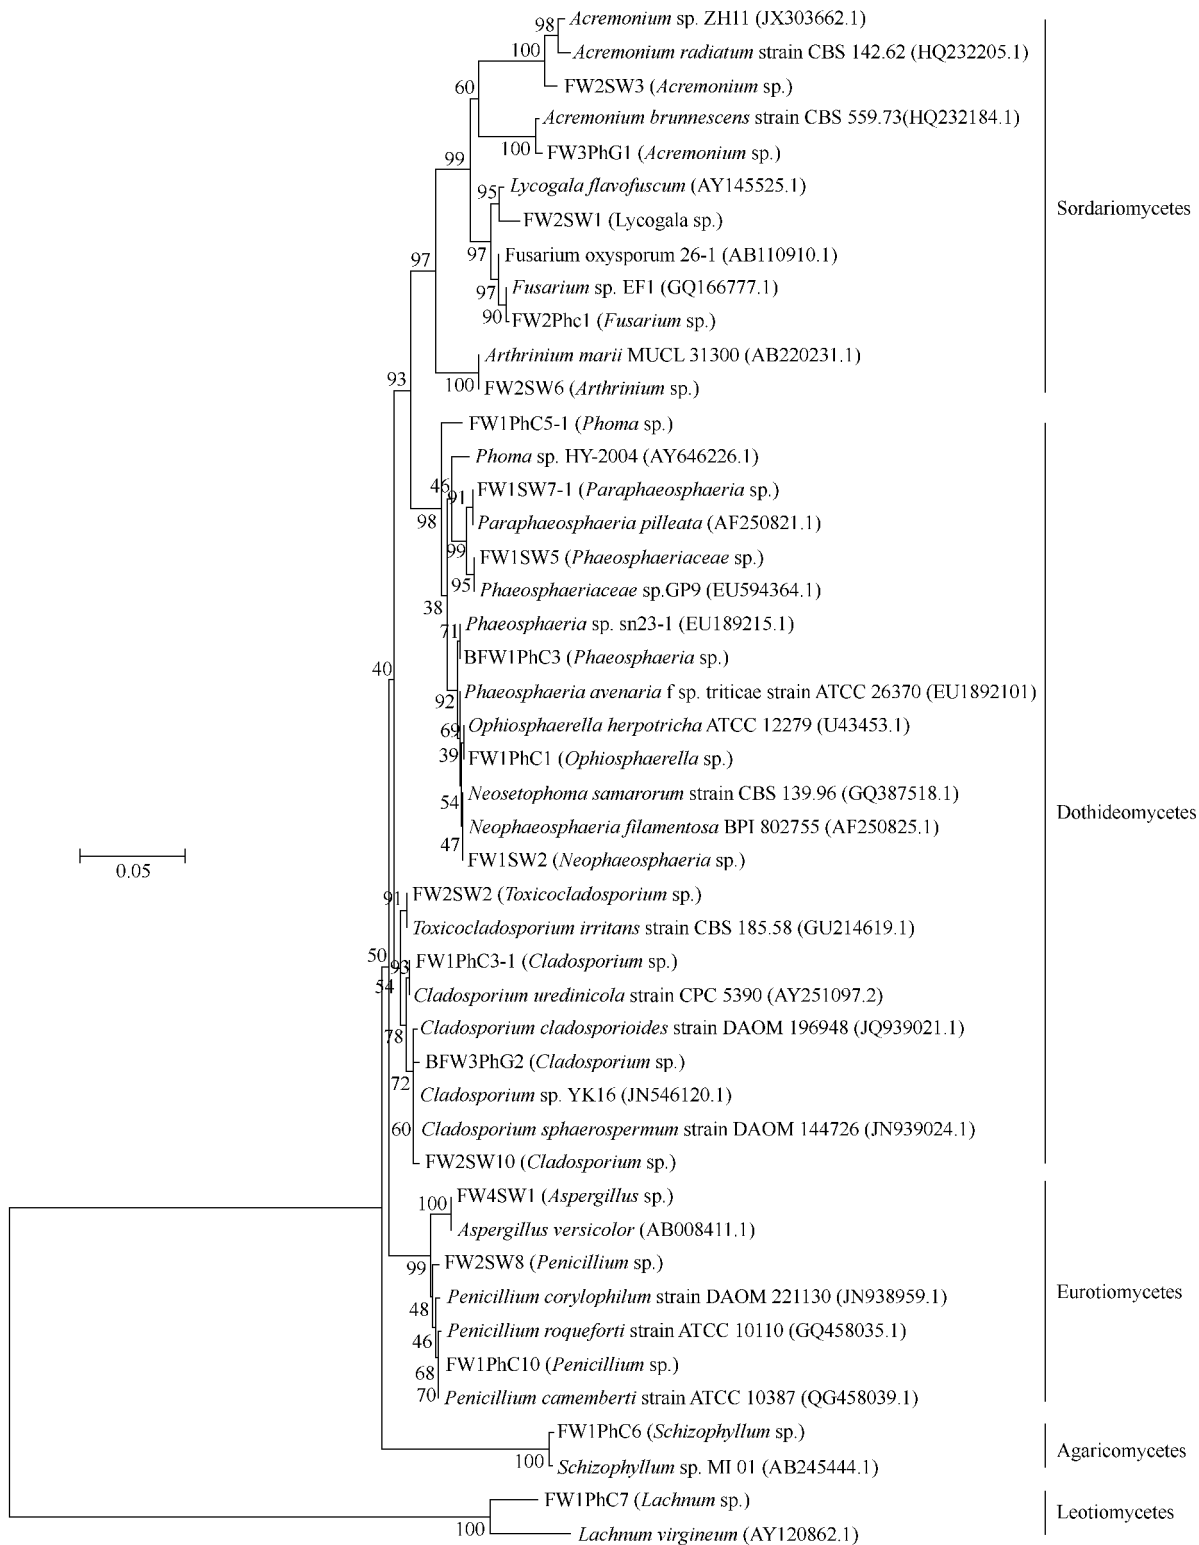 98
Acremonium sp. ZH11 (JX303662.1)
100
Acremonium radiatum strain CBS 142.62 (HQ232205.1)
60
FW2SW3 (Acremonium sp.)
Acremonium brunnescens strain CBS 559.73(HQ232184.1)
100
FW3PhG1 (Acremonium sp.)
99
95
Lycogala flavofuscum (AY145525.1)
Sordariomycetes
FW2SW1 (Lycogala sp.)
97
97
Fusarium oxysporum 26-1 (AB110910.1)
97
Fusarium sp. EF1 (GQ166777.1)
90
FW2Phc1 (Fusarium sp.)
Arthrinium marii MUCL 31300 (AB220231.1)
93
100
FW2SW6 (Arthrinium sp.)
FW1PhC5-1 (Phoma sp.)
Phoma sp. HY-2004 (AY646226.1)
46
91
FW1SW7-1 (Paraphaeosphaeria sp.)
98
Paraphaeosphaeria pilleata (AF250821.1)
99
FW1SW5 (Phaeosphaeriaceae sp.)
95
Phaeosphaeriaceae sp.GP9 (EU594364.1)
38
71
Phaeosphaeria sp. sn23-1 (EU189215.1)
40
BFW1PhC3 (Phaeosphaeria sp.)
92
Phaeosphaeria avenaria f sp. triticae strain ATCC 26370 (EU1892101)
69
Ophiosphaerella herpotricha ATCC 12279 (U43453.1)
39
FW1PhC1 (Ophiosphaerella sp.)
54
Neosetophoma samarorum strain CBS 139.96 (GQ387518.1)
Dothideomycetes
Neophaeosphaeria filamentosa BPI 802755 (AF250825.1)
47
FW1SW2 (Neophaeosphaeria sp.)
0.05
91
FW2SW2 (Toxicocladosporium sp.)
Toxicocladosporium irritans strain CBS 185.58 (GU214619.1)
50
93
FW1PhC3-1 (Cladosporium sp.)
54
Cladosporium uredinicola strain CPC 5390 (AY251097.2)
78
Cladosporium cladosporioides strain DAOM 196948 (JQ939021.1)
BFW3PhG2 (Cladosporium sp.)
72
Cladosporium sp. YK16 (JN546120.1)
60
Cladosporium sphaerospermum strain DAOM 144726 (JN939024.1)
FW2SW10 (Cladosporium sp.)
100
FW4SW1 (Aspergillus sp.)
Aspergillus versicolor (AB008411.1)
99
FW2SW8 (Penicillium sp.)
Eurotiomycetes
48
Penicillium corylophilum strain DAOM 221130 (JN938959.1)
46
Penicillium roqueforti strain ATCC 10110 (GQ458035.1)
68
FW1PhC10 (Penicillium sp.)
70
Penicillium camemberti strain ATCC 10387 (QG458039.1)
FW1PhC6 (Schizophyllum sp.)
Agaricomycetes
100
Schizophyllum sp. MI 01 (AB245444.1)
FW1PhC7 (Lachnum sp.)
Leotiomycetes
100
Lachnum virgineum (AY120862.1)